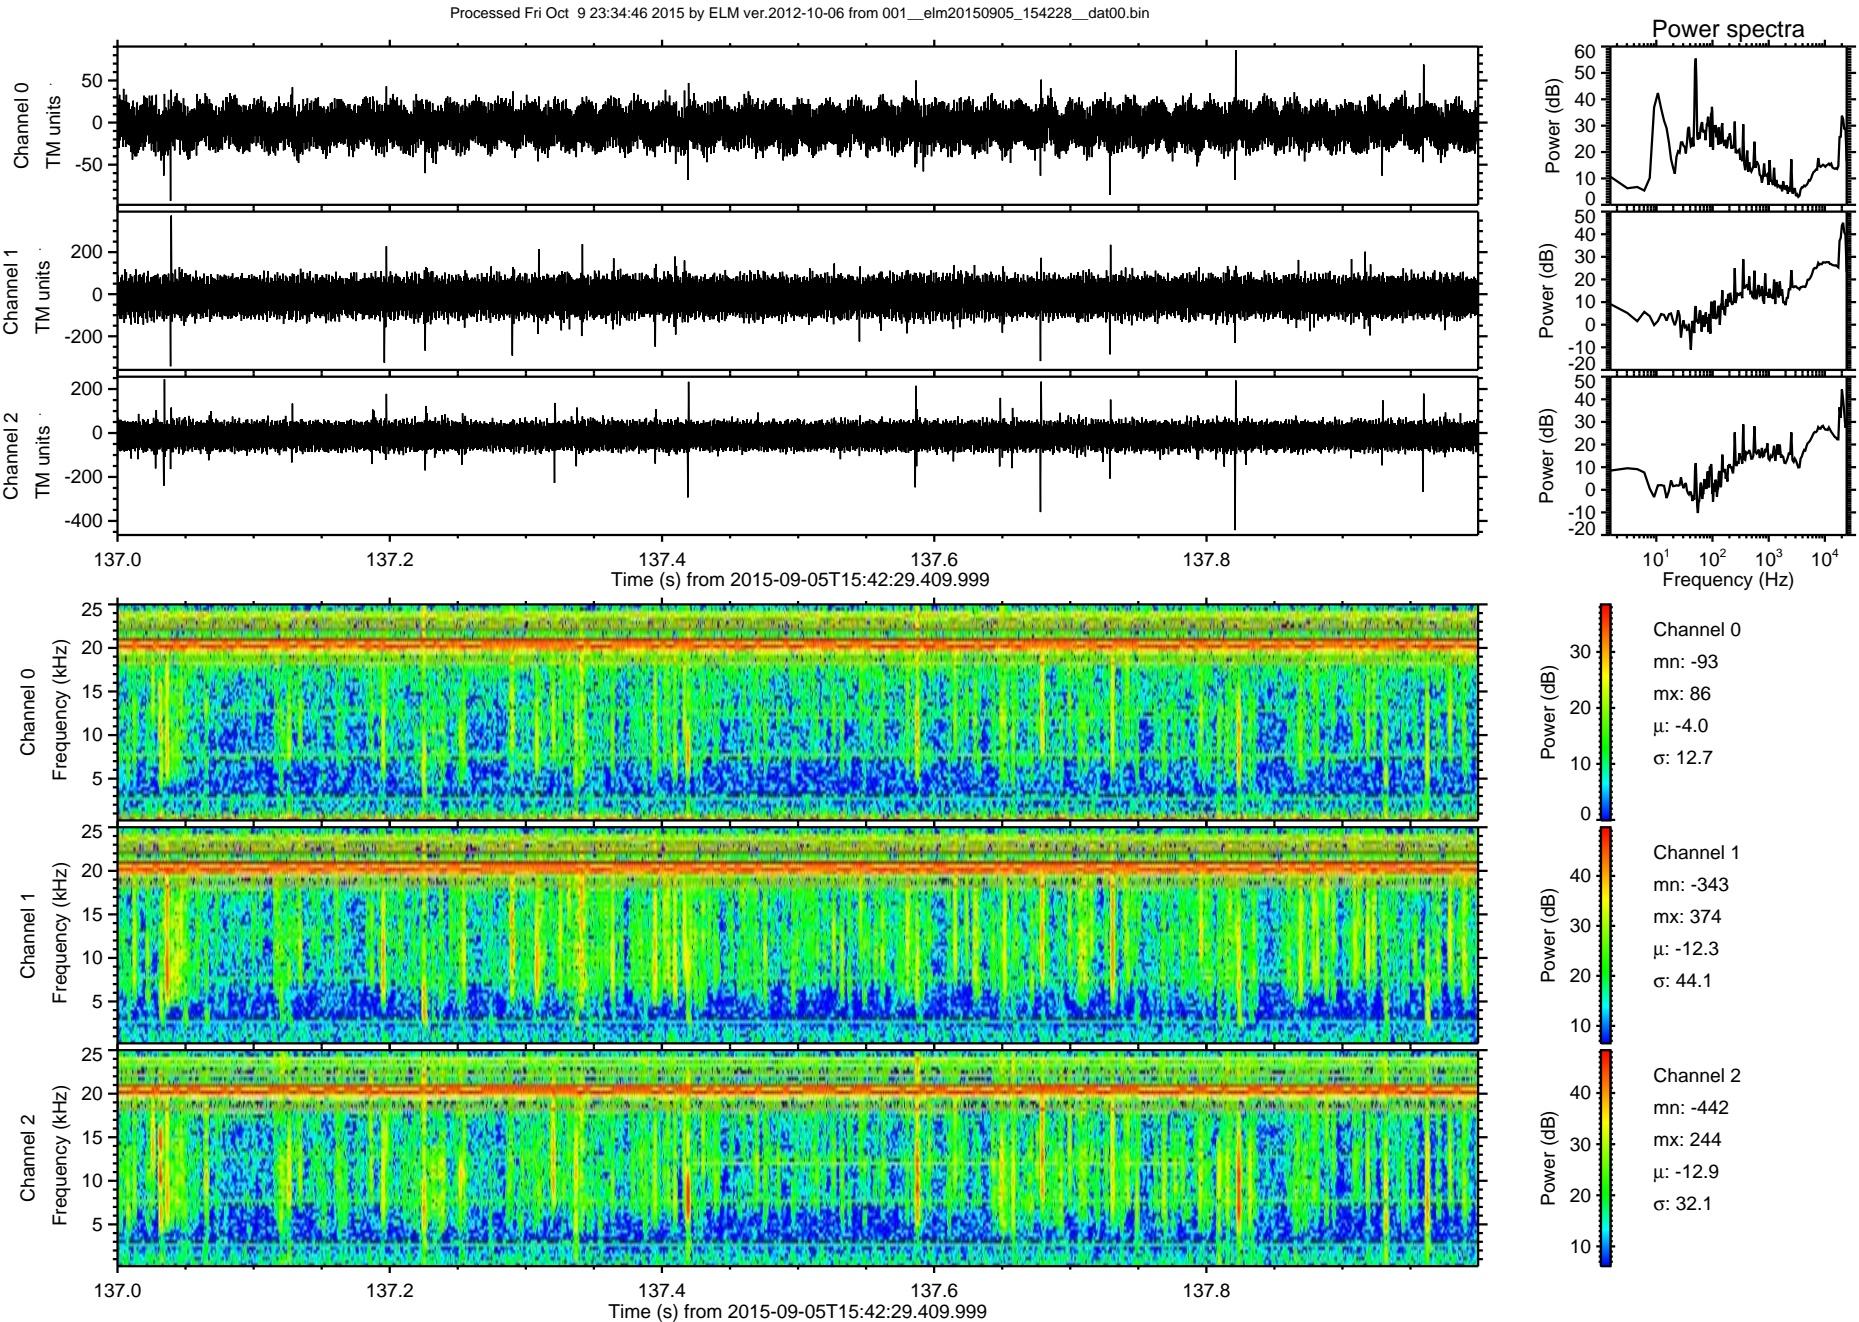 Processed Fri Oct  9 23:34:46 2015 by ELM ver.2012-10-06 from 001__elm20150905_154228__dat00.bin
Power spectra
Channel 0
TM units
50
0
-50
Power (dB)
60
50
40
30
20
10
0
Channel 1
TM units
200
0
-200
Power (dB)
50
40
30
20
10
0
-10
-20
Channel 2
TM units
200
0
-200
-400
Power (dB)
50
40
30
20
10
0
-10
-20
137.0
137.2
137.4
137.6
137.8
Time (s) from 2015-09-05T15:42:29.409.999
10¹
10²
10³
10⁴
Frequency (Hz)
Channel 0
Frequency (kHz)
25
20
15
10
5
Power (dB)
30
20
10
0
Channel 0
mn: -93
mx: 86
µ: -4.0
σ: 12.7
Channel 1
Frequency (kHz)
25
20
15
10
5
Power (dB)
40
30
20
10
Channel 1
mn: -343
mx: 374
µ: -12.3
σ: 44.1
Channel 2
Frequency (kHz)
25
20
15
10
5
Power (dB)
40
30
20
10
Channel 2
mn: -442
mx: 244
µ: -12.9
σ: 32.1
137.0
137.2
137.4
137.6
137.8
Time (s) from 2015-09-05T15:42:29.409.999